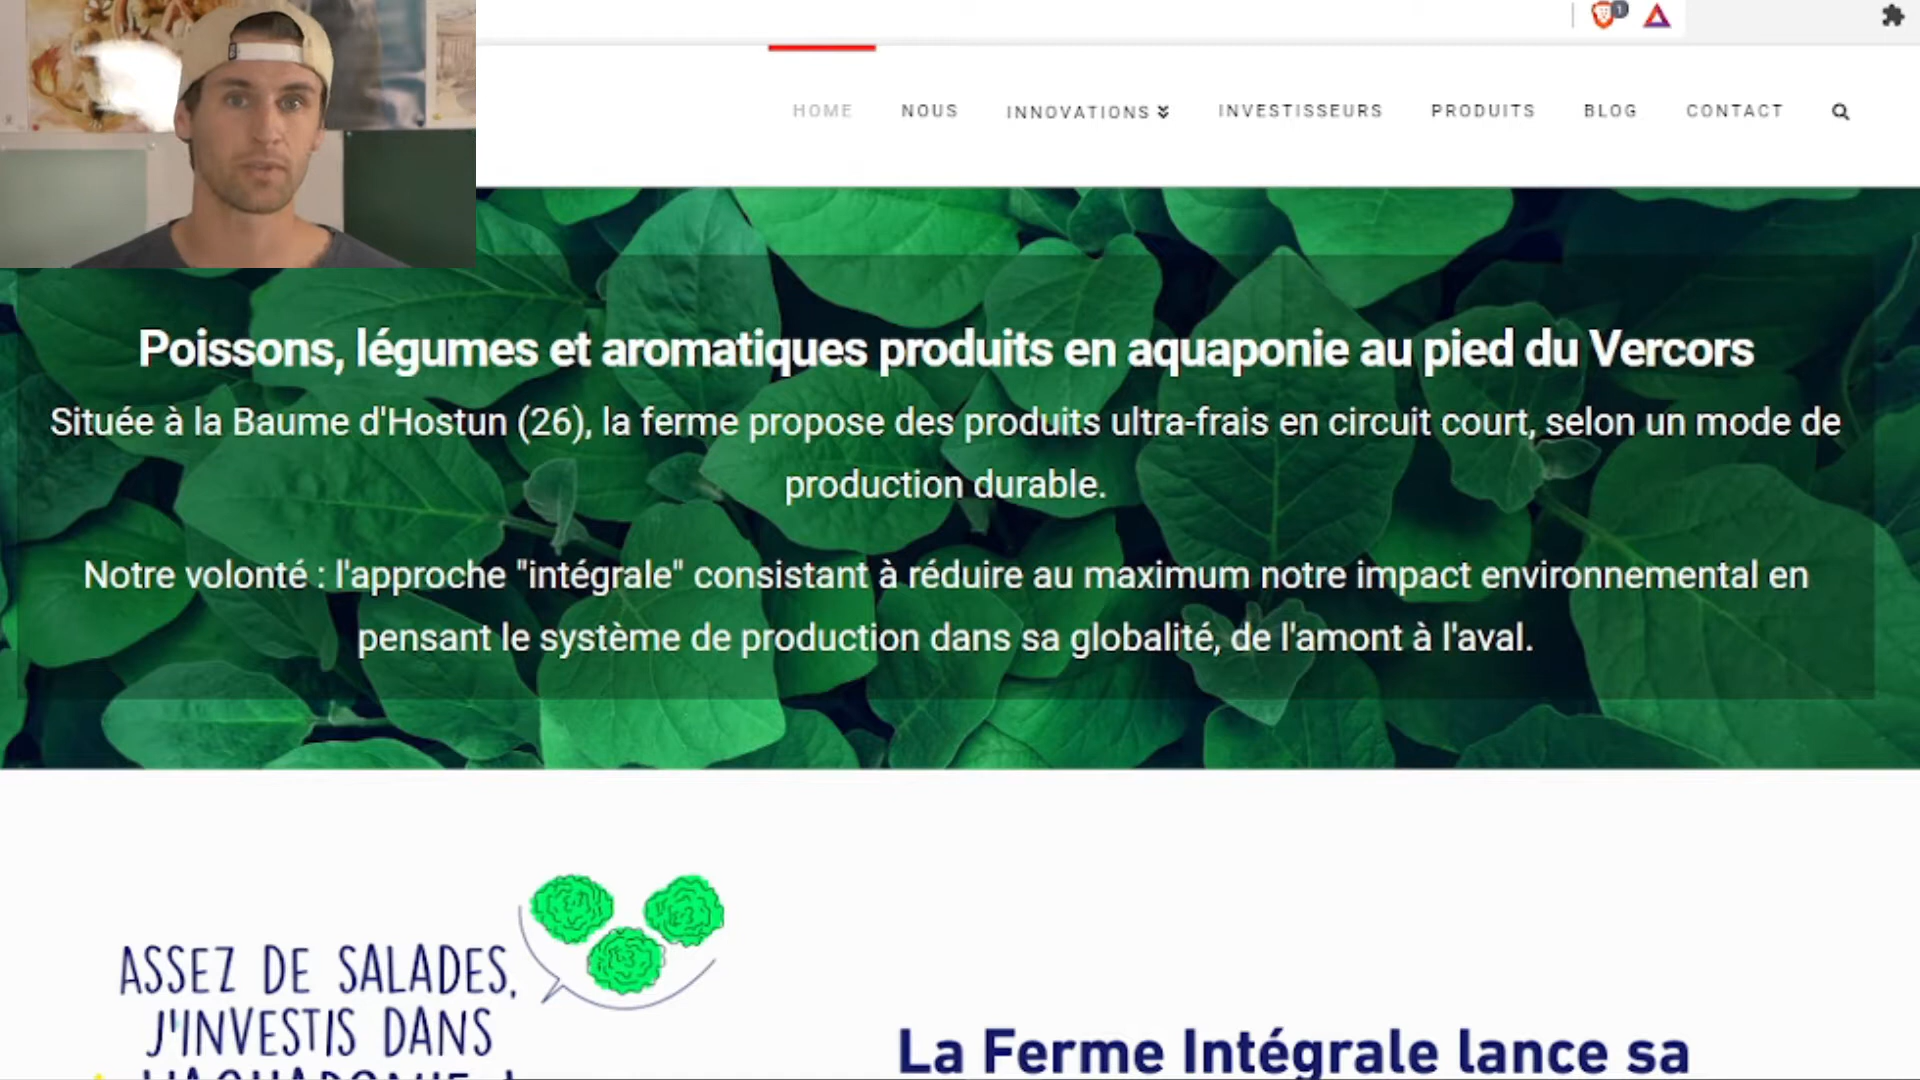 1
HOME NOUS INNOVATIONS INVESTISSEURS PRODUITS BLOG CONTACT
Poissons, légumes et aromatiques produits en aquaponie au pied du Vercors
Située à la Baume d'Hostun (26), la ferme propose des produits ultra-frais en circuit court, selon un mode de
production durable.
Notre volonté : l'approche "intégrale" consistant à réduire au maximum notre impact environnemental en
pensant le système de production dans sa globalité, de l'amont à l'aval.
ASSEZ DE SALADES,
J'INVESTIS DANS
L'AQUAPONIE !
La Ferme Intégrale lance sa